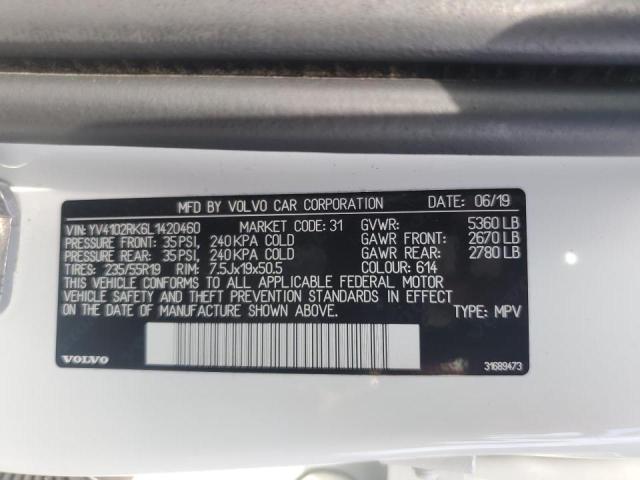 MFD BY VOLVO CAR CORPORATION DATE: 06/19
VIN: YV4102RK6L1420460 MARKET CODE: 31 GVWR: 5360 LB
PRESSURE FRONT: 35 PSI, 240 KPA COLD GAWR FRONT: 2670 LB
PRESSURE REAR: 35 PSI, 240 KPA COLD GAWR REAR: 2780 LB
TIRES: 235/55R19 RIM: 7,5Jx19x50.5 COLOUR: 614
THIS VEHICLE CONFORMS TO ALL APPLICABLE FEDERAL MOTOR
VEHICLE SAFETY AND THEFT PREVENTION STANDARDS IN EFFECT
ON THE DATE OF MANUFACTURE SHOWN ABOVE. TYPE: MPV
VOLVO 31689473